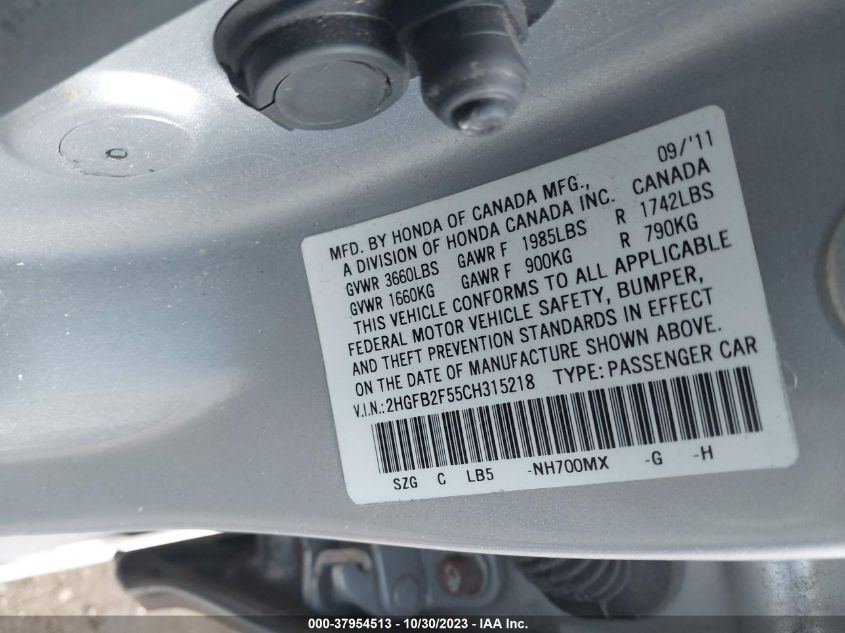 09/'11
MFD. BY HONDA OF CANADA MFG.,
A DIVISION OF HONDA CANADA INC. CANADA
GVWR 3660LBS GAWR F 1985LBS R 1742LBS
GVWR 1660KG GAWR F 900KG R 790KG
THIS VEHICLE CONFORMS TO ALL APPLICABLE
FEDERAL MOTOR VEHICLE SAFETY, BUMPER,
AND THEFT PREVENTION STANDARDS IN EFFECT
ON THE DATE OF MANUFACTURE SHOWN ABOVE.
V.I.N.: 2HGFB2F55CH315218 TYPE: PASSENGER CAR
SZG C LB5 -NH700MX -G -H
000-37954513 - 10/30/2023 - IAA Inc.